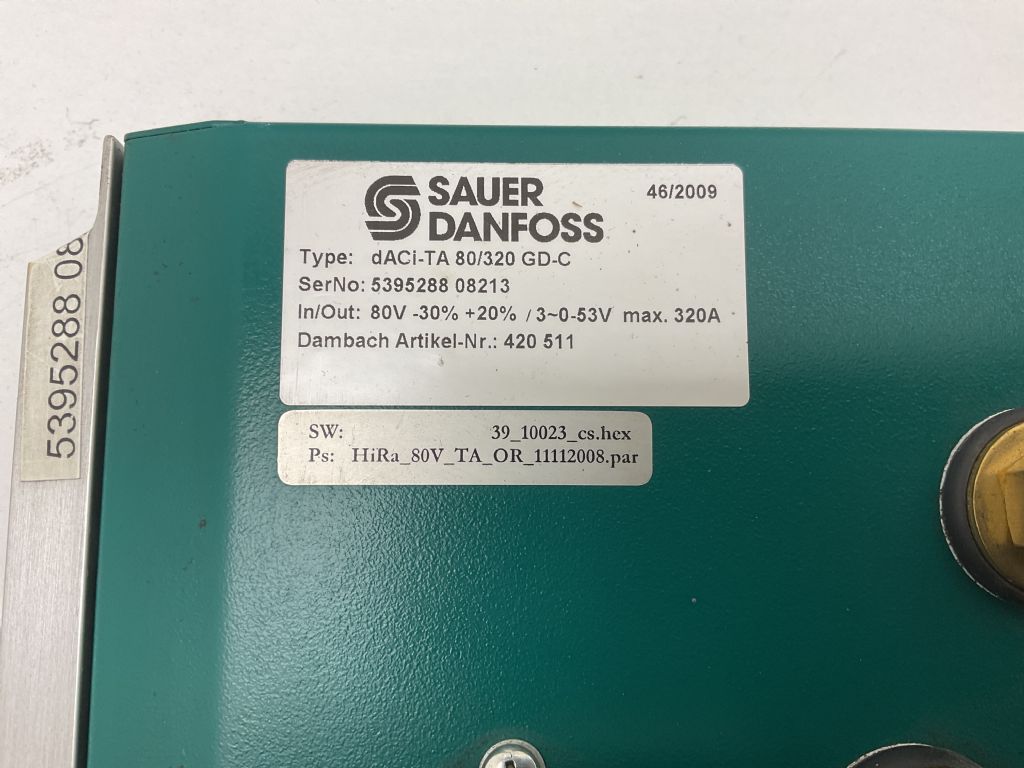 SAUER
DANFOSS
46/2009
Type: dACi-TA 80/320 GD-C
SerNo: 5395288 08213
In/Out: 80V -30% +20% / 3~0-53V max. 320A
Dambach Artikel-Nr.: 420 511
SW: 39_10023_cs.hex
Ps: HiRa_80V_TA_OR_11112008.par
5395288 08